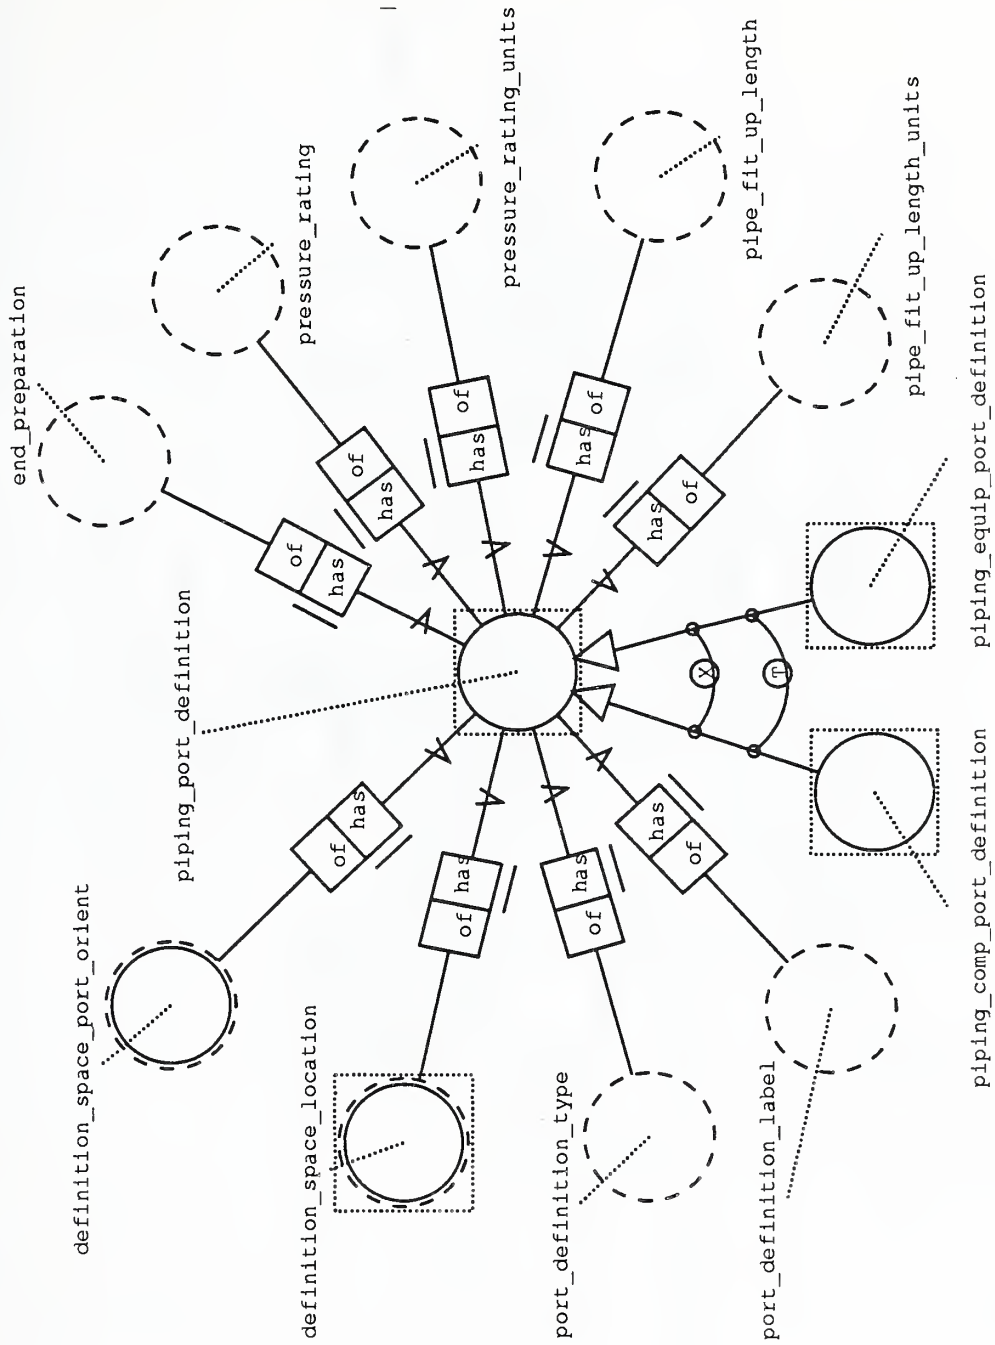 end_preparation
pressure_rating
pressure_rating_units
pipe_fit_up_length
pipe_fit_up_length_units
piping_equip_port_definition
piping_comp_port_definition
port_definition_label
port_definition_type
definition_space_location
definition_space_port_orient
piping_port_definition
of
has
of
has
of
has
of
has
of
has
of
has
of
has
of
has
of
has
X
T